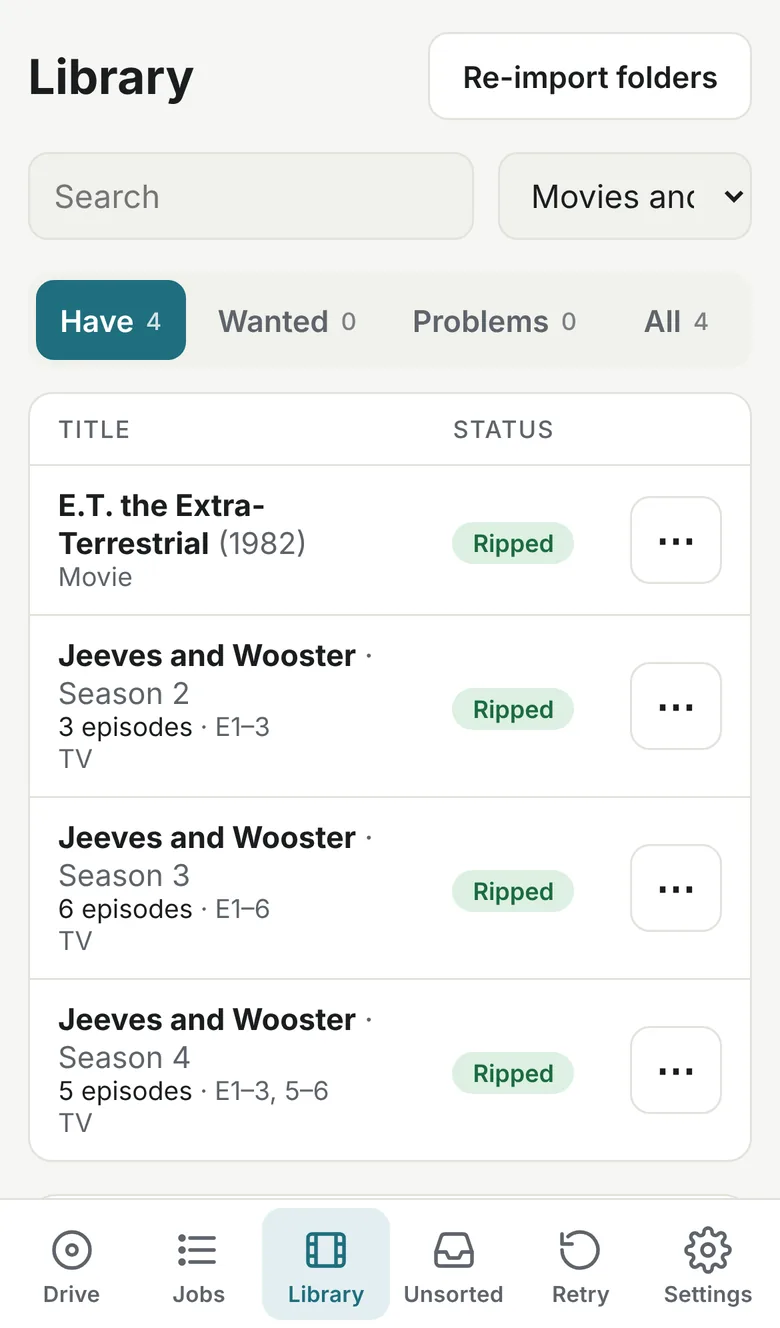 Library
Re-import folders
Search
Movies and
Have 4
Wanted 0
Problems 0
All 4
TITLE
STATUS
E.T. the Extra-
Terrestrial (1982)
Movie
Ripped
...
Jeeves and Wooster ·
Season 2
3 episodes · E1–3
TV
Ripped
...
Jeeves and Wooster ·
Season 3
6 episodes · E1–6
TV
Ripped
...
Jeeves and Wooster ·
Season 4
5 episodes · E1–3, 5–6
TV
Ripped
...
Drive
Jobs
Library
Unsorted
Retry
Settings